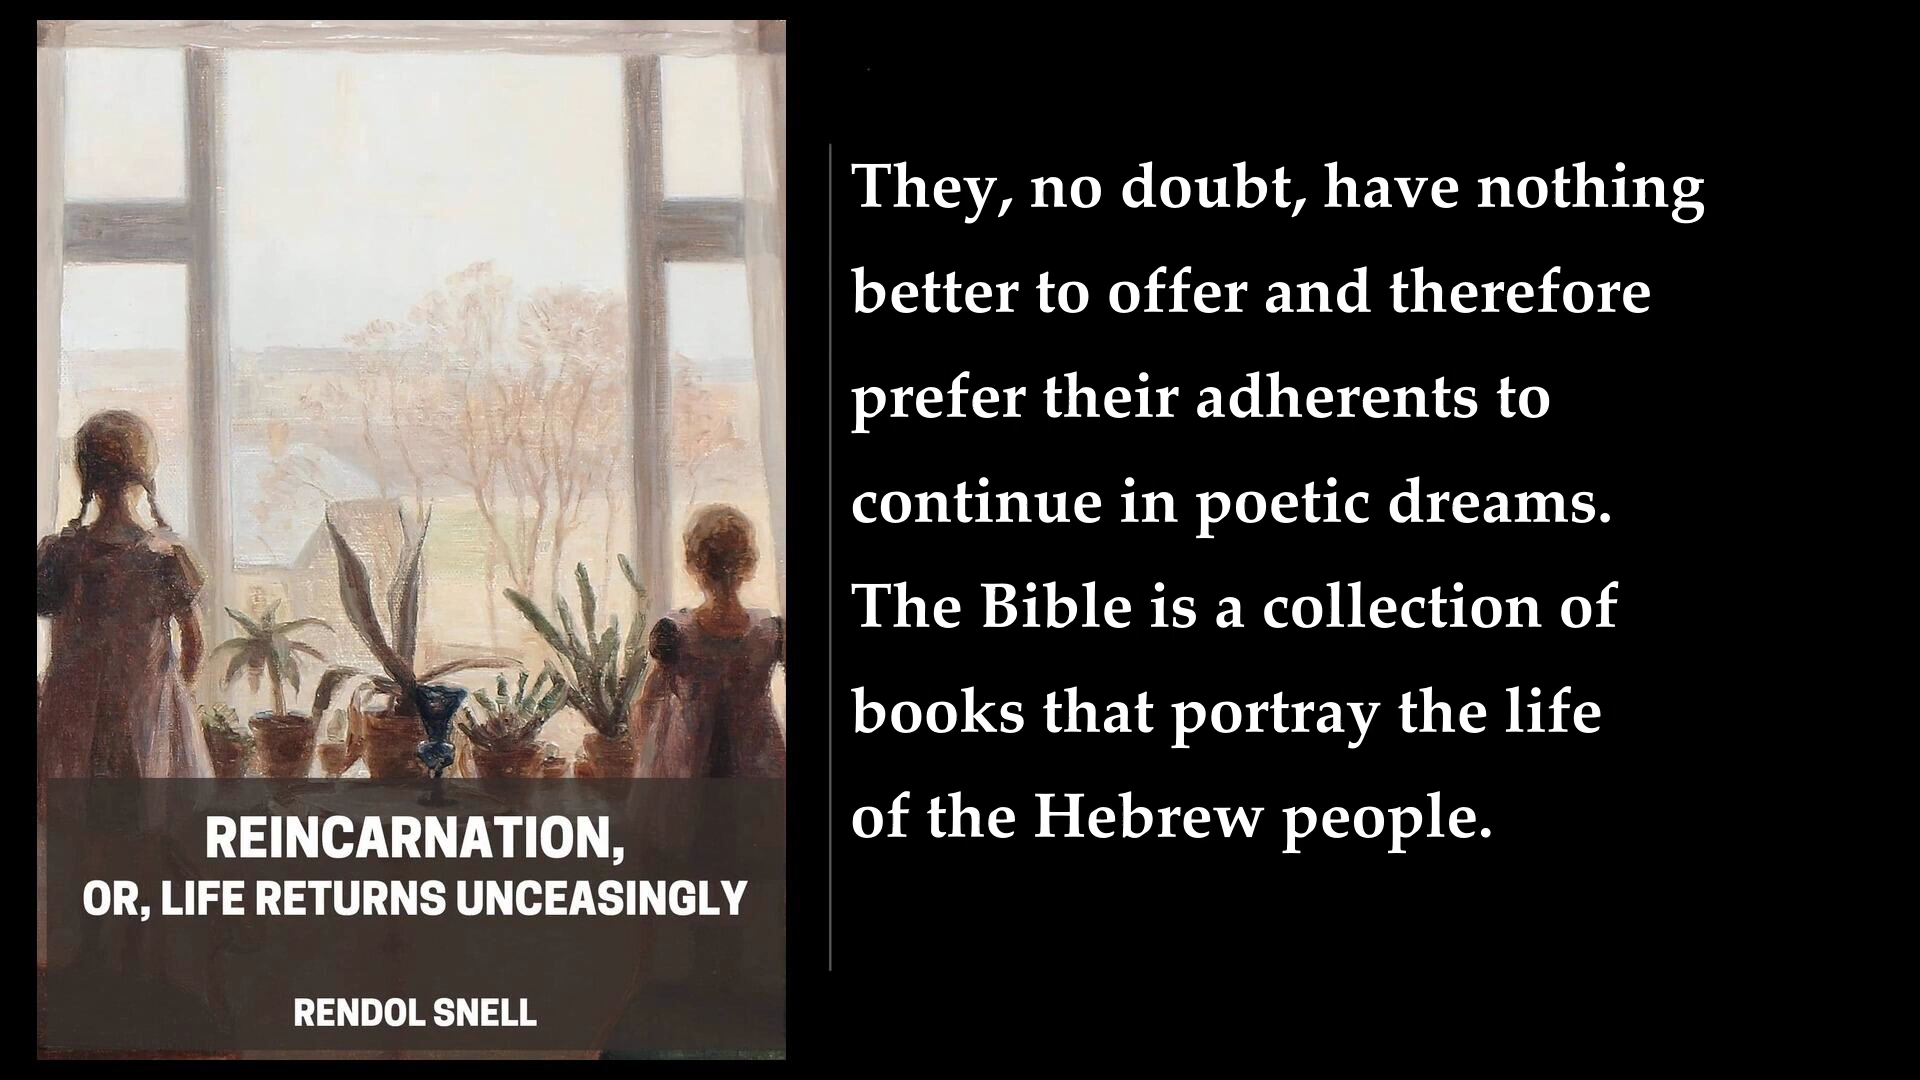 REINCARNATION,
OR, LIFE RETURNS UNCEASINGLY
RENDOL SNELL
They, no doubt, have nothing
better to offer and therefore
prefer their adherents to
continue in poetic dreams.
The Bible is a collection of
books that portray the life
of the Hebrew people.